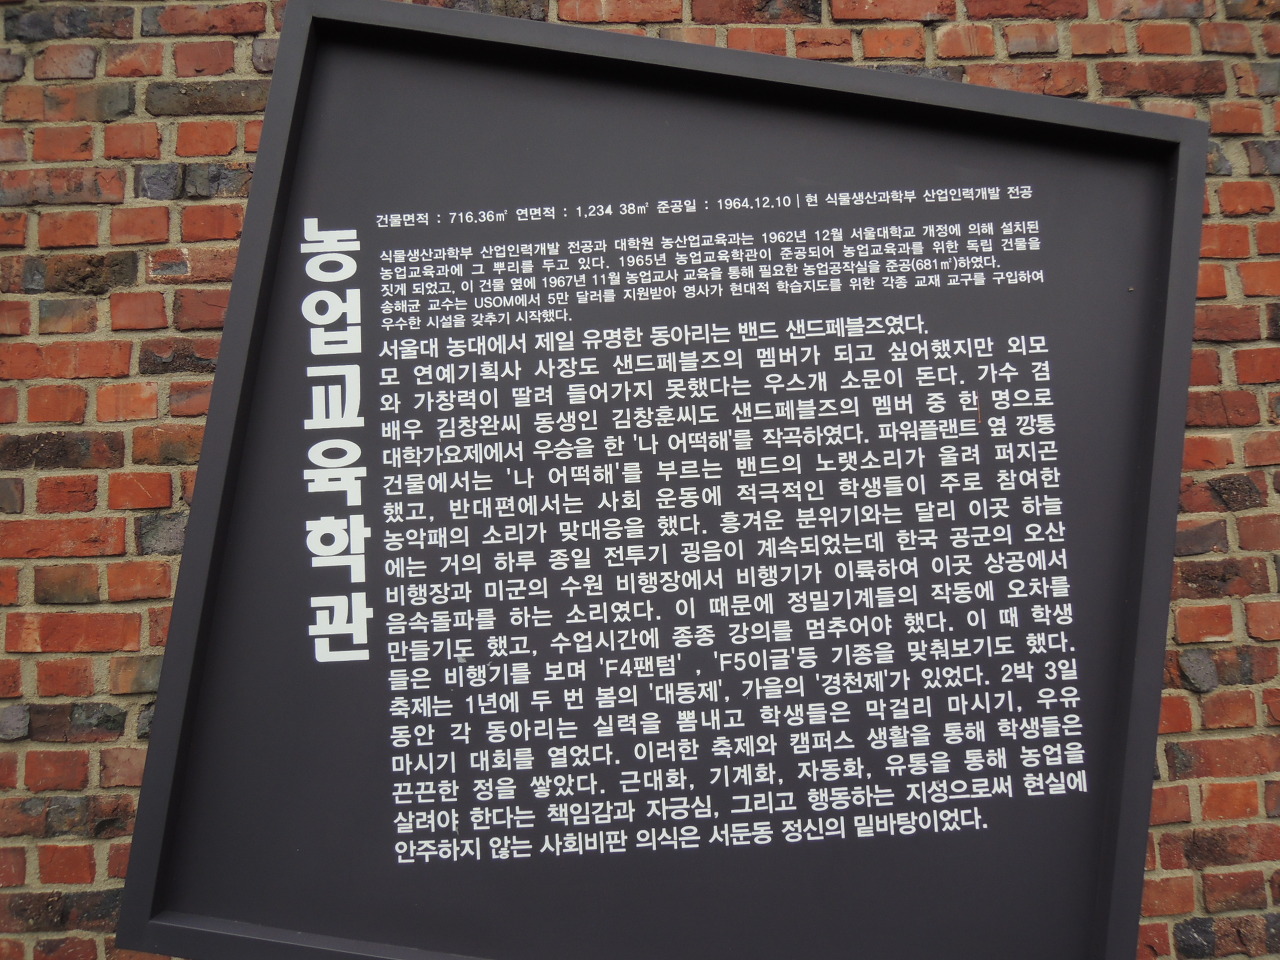 농업교육학관
건물면적 : 716.36㎡ 연면적 : 1,234 38㎡ 준공일 : 1964.12.10 | 현 식물생산과학부 산업인력개발 전공
식물생산과학부 산업인력개발 전공과 대학원 농산업교육과는 1962년 12월 서울대학교 개정에 의해 설치된
농업교육과에 그 뿌리를 두고 있다. 1965년 농업교육학관이 준공되어 농업교육과를 위한 독립 건물을
짓게 되었고, 이 건물 옆에 1967년 11월 농업교사 교육을 통해 필요한 농업공작실을 준공(681㎡)하였다.
송해균 교수는 USOM에서 5만 달러를 지원받아 영사가 현대적 학습지도를 위한 각종 교재 교구를 구입하여
우수한 시설을 갖추기 시작했다.
서울대 농대에서 제일 유명한 동아리는 밴드 샌드페블즈였다.
모 연예기획사 사장도 샌드페블즈의 멤버가 되고 싶어했지만 외모
와 가창력이 딸려 들어가지 못했다는 우스개 소문이 돈다. 가수 겸
배우 김창완씨 동생인 김창훈씨도 샌드페블즈의 멤버 중 한 명으로
대학가요제에서 우승을 한 '나 어떡해'를 작곡하였다. 파워플랜트 옆 깡통
건물에서는 '나 어떡해'를 부르는 밴드의 노랫소리가 울려 퍼지곤
했고, 반대편에서는 사회 운동에 적극적인 학생들이 주로 참여한
농악패의 소리가 맞대응을 했다. 흥겨운 분위기와는 달리 이곳 하늘
에는 거의 하루 종일 전투기 굉음이 계속되었는데 한국 공군의 오산
비행장과 미군의 수원 비행장에서 비행기가 이륙하여 이곳 상공에서
음속돌파를 하는 소리였다. 이 때문에 정밀기계들의 작동에 오차를
만들기도 했고, 수업시간에 종종 강의를 멈추어야 했다. 이 때 학생
들은 비행기를 보며 'F4팬텀' , 'F5이글'등 기종을 맞춰보기도 했다.
축제는 1년에 두 번 봄의 '대동제', 가을의 '경천제'가 있었다. 2박 3일
동안 각 동아리는 실력을 뽐내고 학생들은 막걸리 마시기, 우유
마시기 대회를 열었다. 이러한 축제와 캠퍼스 생활을 통해 학생들은
끈끈한 정을 쌓았다. 근대화, 기계화, 자동화, 유통을 통해 농업을
살려야 한다는 책임감과 자긍심, 그리고 행동하는 지성으로써 현실에
안주하지 않는 사회비판 의식은 서둔동 정신의 밑바탕이었다.